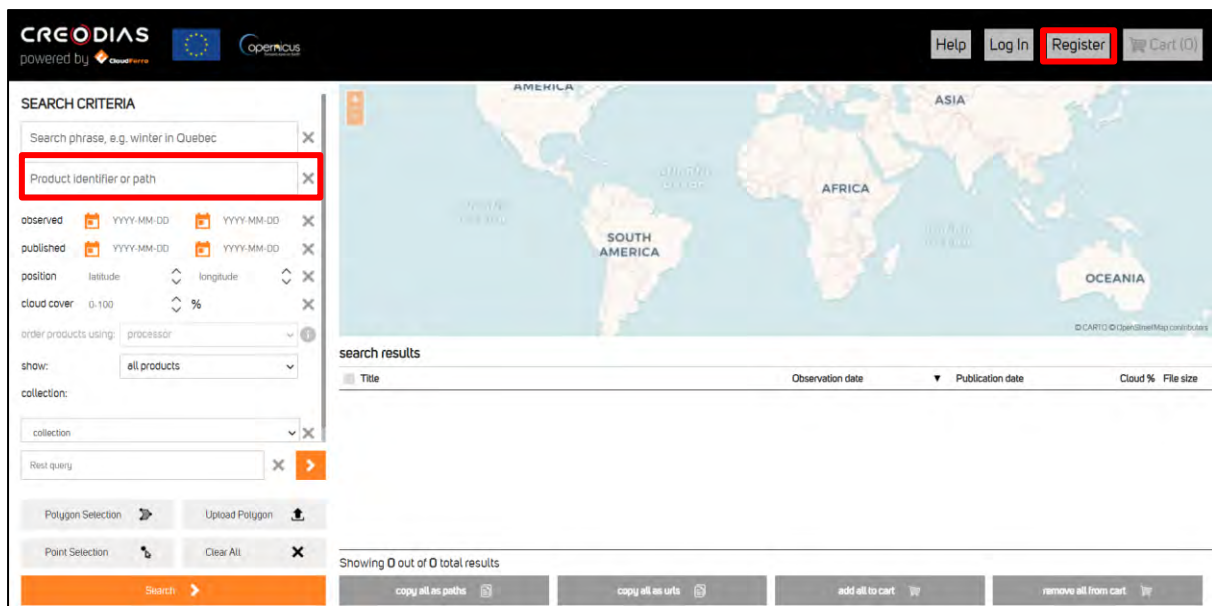 CREODIAS
powered by CloudFerro
Copernicus
Help Log In Register Cart (0)
SEARCH CRITERIA
Search phrase, e.g. winter in Quebec
Product identifier or path
observed YYYY-MM-DD YYYY-MM-DD
published YYYY-MM-DD YYYY-MM-DD
position latitude longitude
cloud cover 0-100 %
order products using: processor
show: all products
collection:
collection
Rest query
Polygon Selection Upload Polygon
Point Selection Clear All
Search
AMERICA
ASIA
AFRICA
SOUTH
AMERICA
OCEANIA
© CARTO © OpenStreetMap contributors
search results
Title Observation date ▼ Publication date Cloud % File size
Showing 0 out of 0 total results
copy all as paths copy all as urls add all to cart remove all from cart